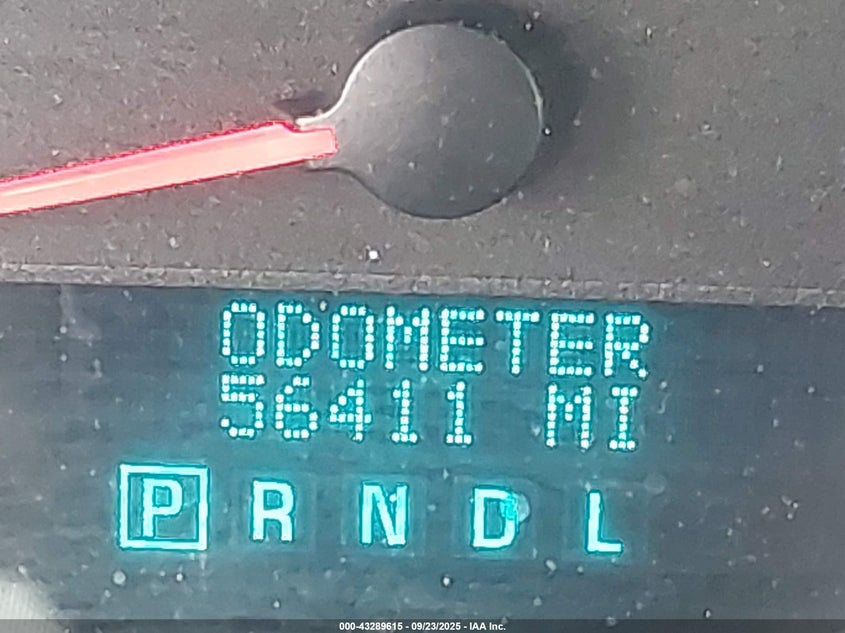 ODOMETER
56411 MI
P R N D L
000-43289615 - 09/23/2025 - IAA Inc.